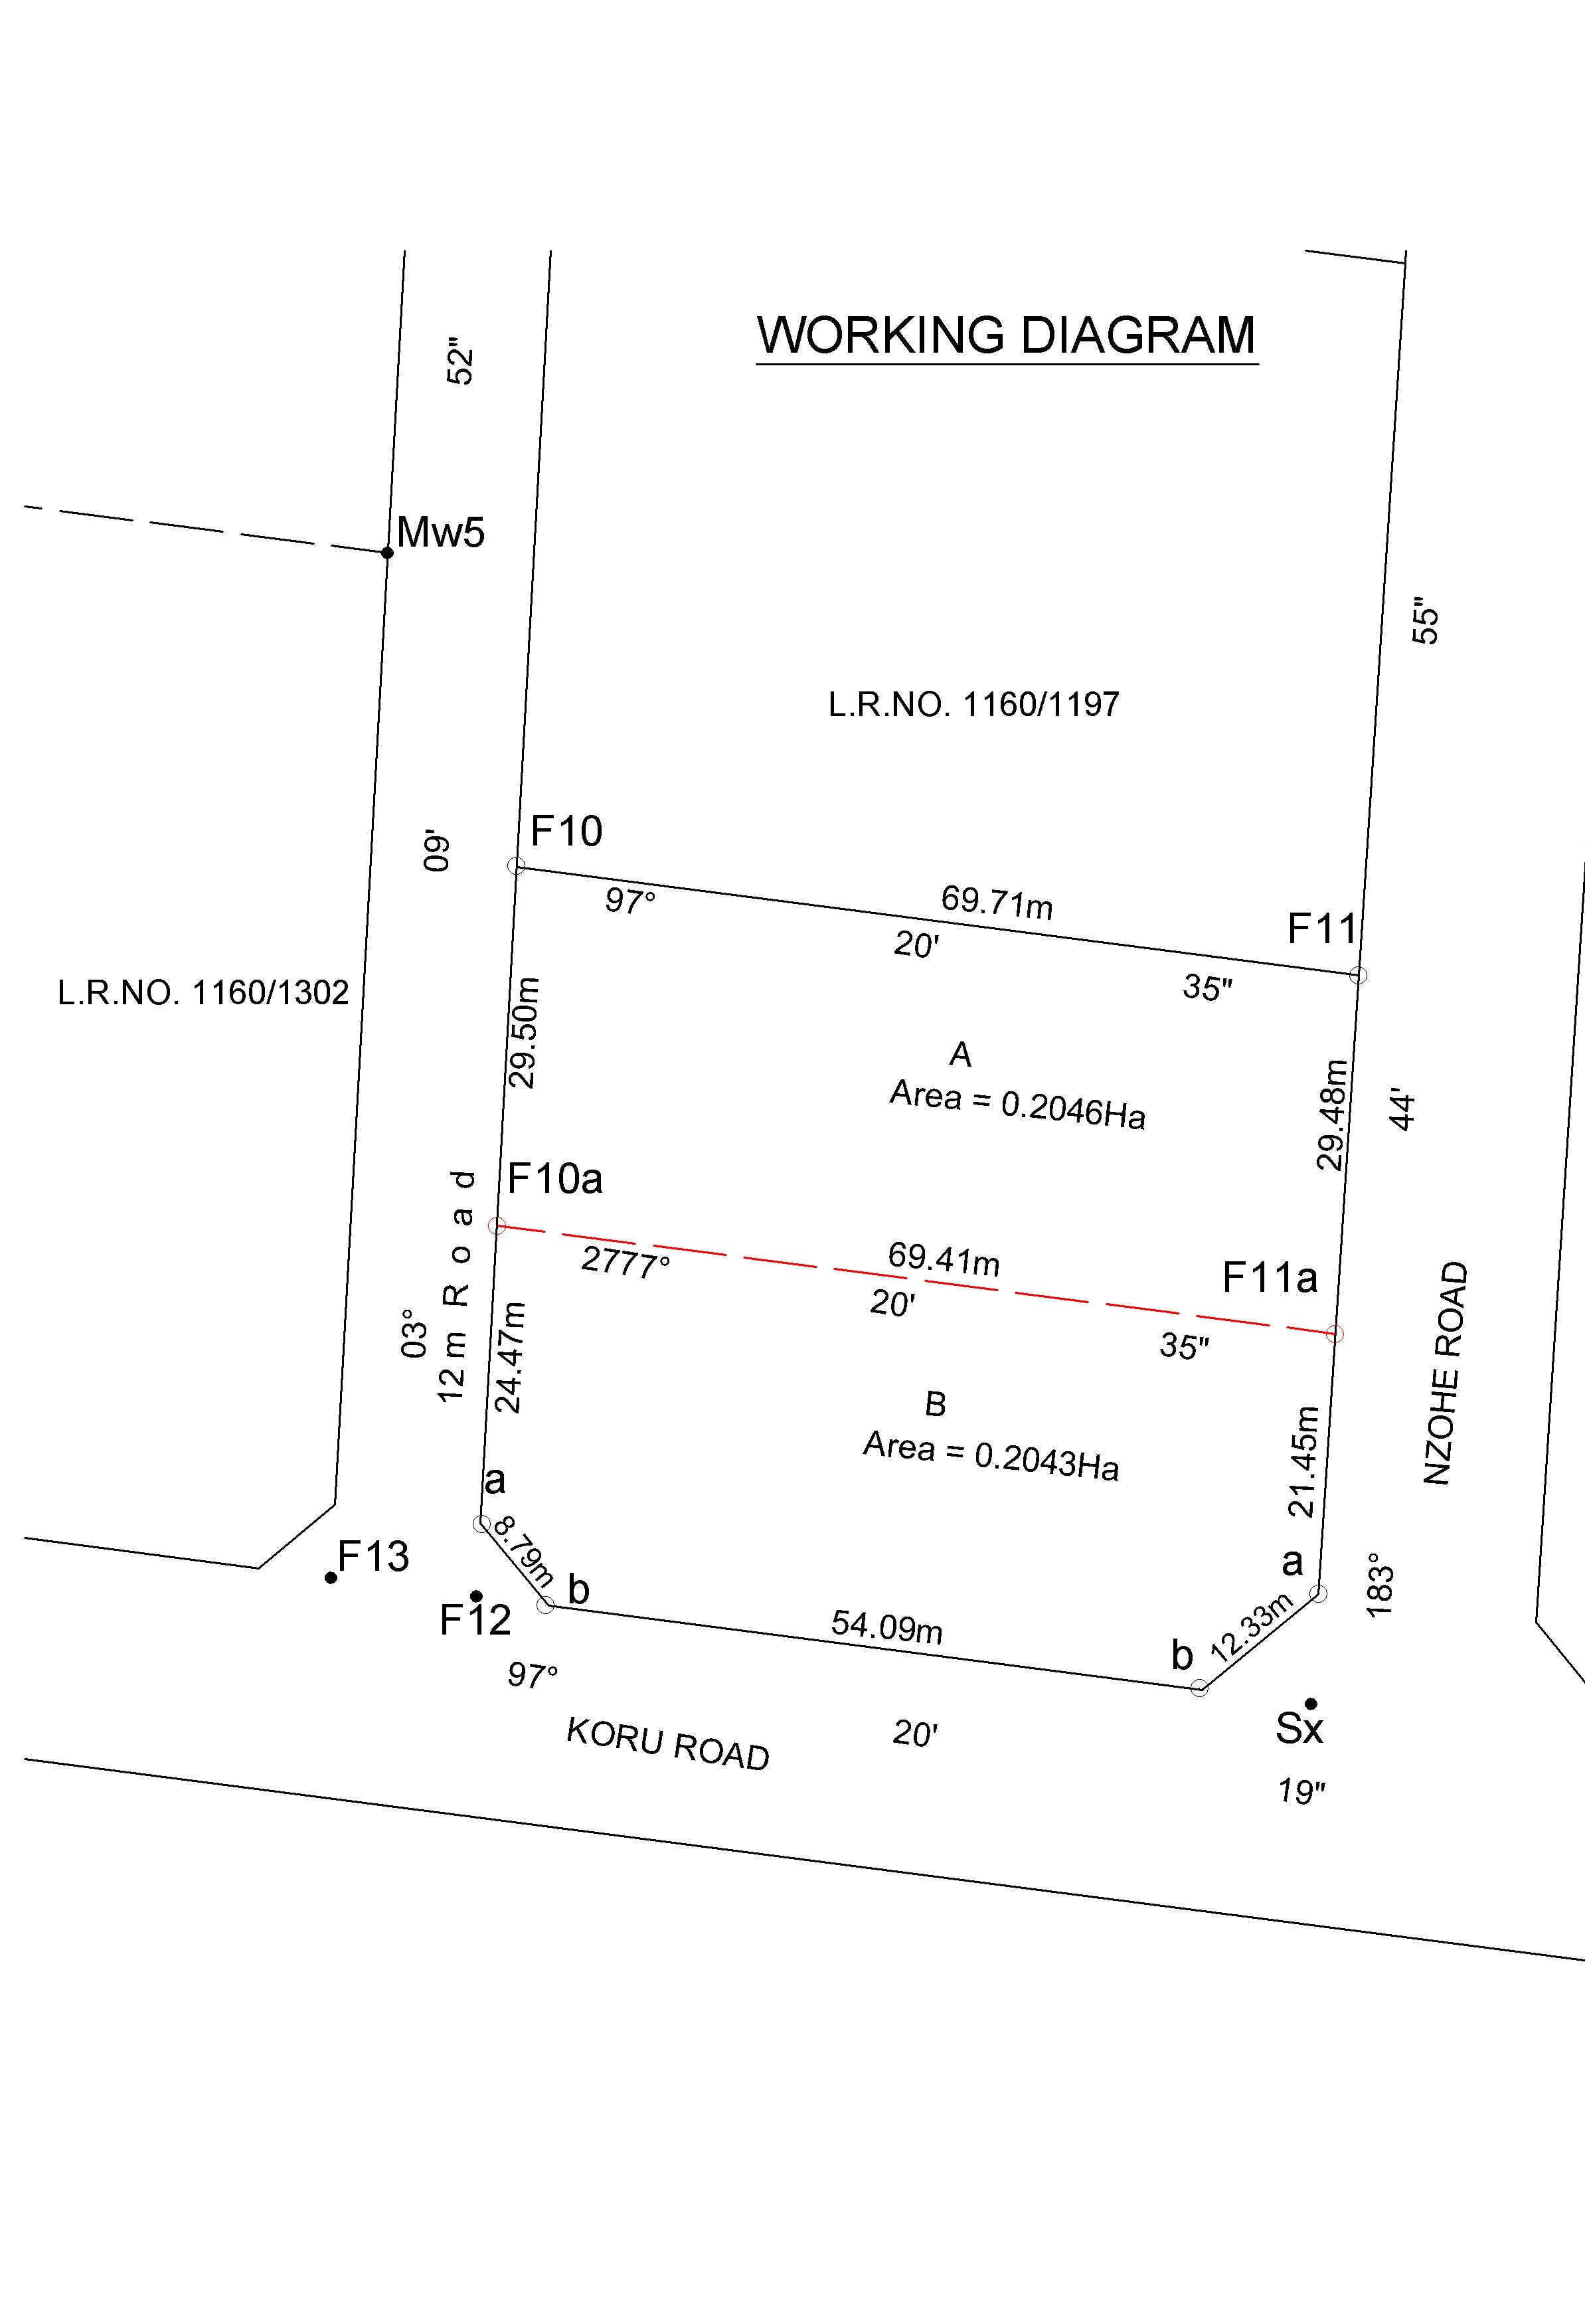 WORKING DIAGRAM
52"
Mw5
55"
L.R.NO. 1160/1197
F10
09'
97°
69.71m
20'
F11
35"
L.R.NO. 1160/1302
29.50m
A
Area = 0.2046Ha
29.48m
44'
F10a
12m Road
03°
2777°
69.41m
20'
F11a
35"
NZOHE ROAD
24.47m
B
Area = 0.2043Ha
21.45m
a
8.79m
b
F13
F12
54.09m
a
183°
b
12.33m
97°
KORU ROAD
20'
Sx
19"